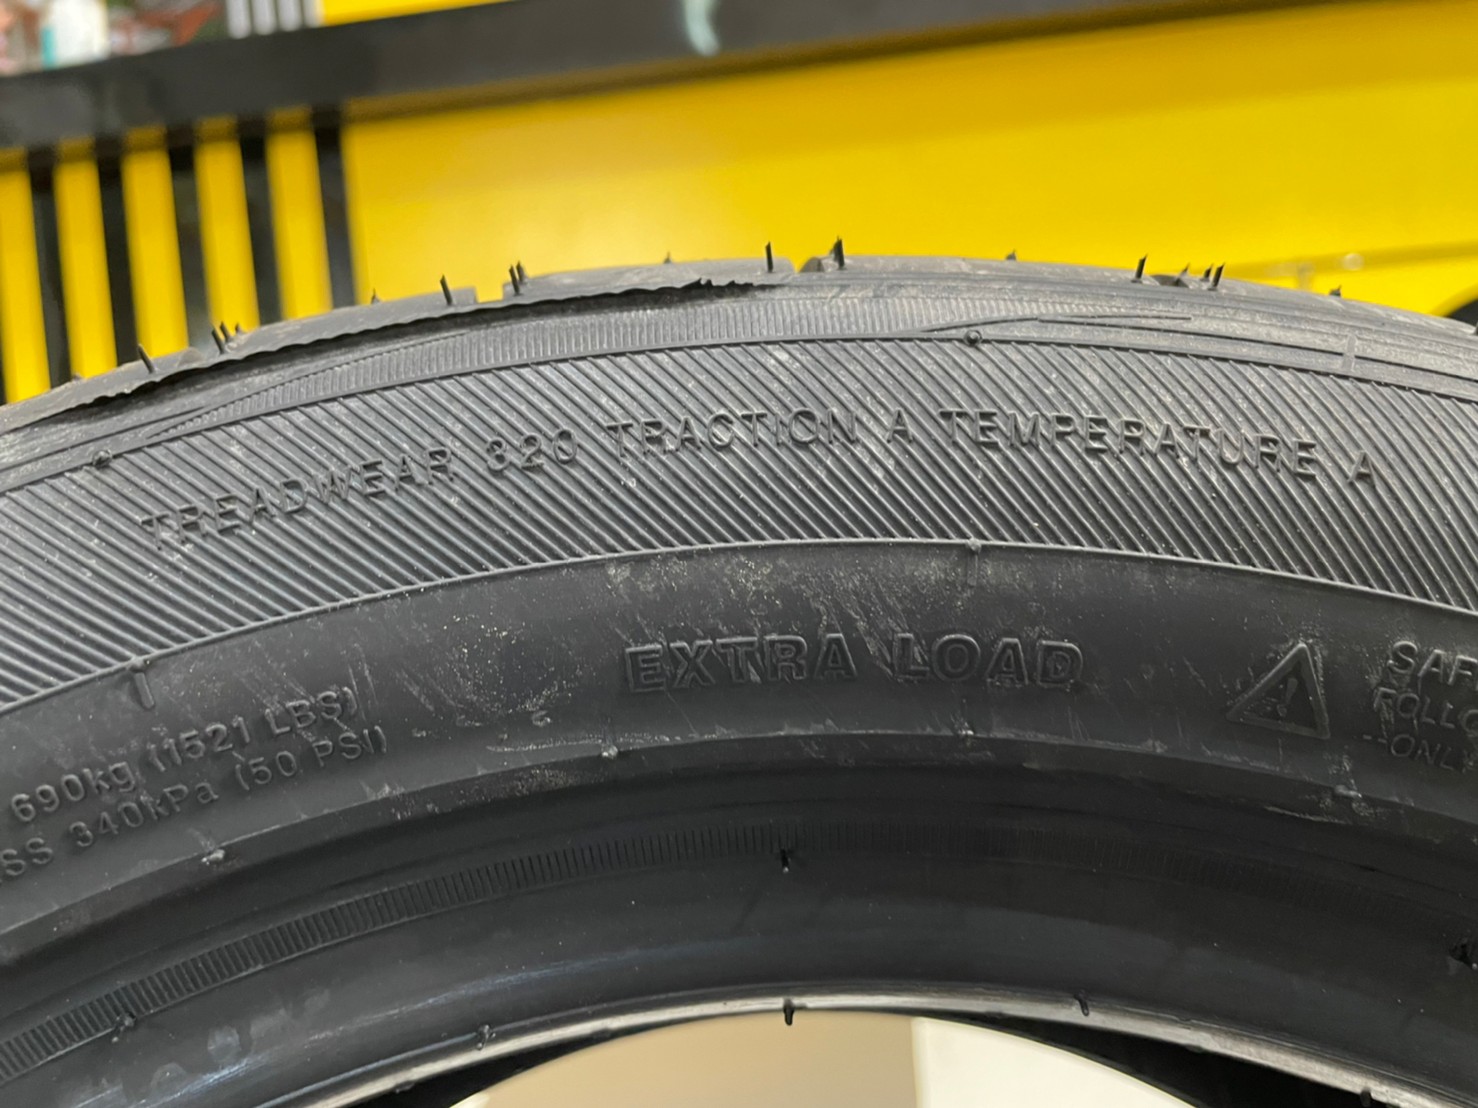 TREADWEAR 320 TRACTION A TEMPERATURE A
EXTRA LOAD
690kg (1521 LBS)
340kPa (50 PSI)